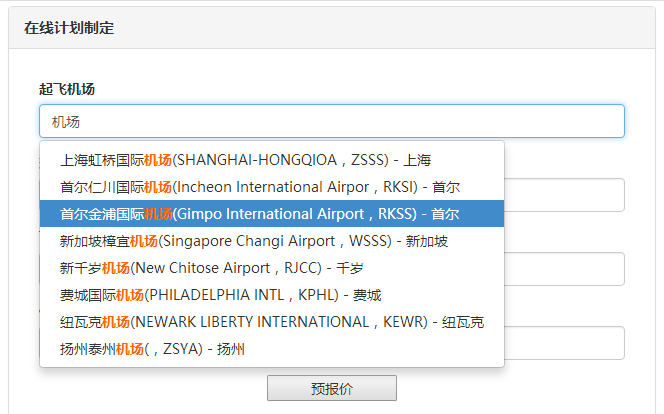 在线计划制定
起飞机场
机场
上海虹桥国际机场(SHANGHAI-HONGQIOA，ZSSS) - 上海
首尔仁川国际机场(Incheon International Airpor，RKSI) - 首尔
首尔金浦国际机场(Gimpo International Airport，RKSS) - 首尔
新加坡樟宜机场(Singapore Changi Airport，WSSS) - 新加坡
新千岁机场(New Chitose Airport，RJCC) - 千岁
费城国际机场(PHILADELPHIA INTL，KPHL) - 费城
纽瓦克机场(NEWARK LIBERTY INTERNATIONAL，KEWR) - 纽瓦克
扬州泰州机场(，ZSYA) - 扬州
预报价